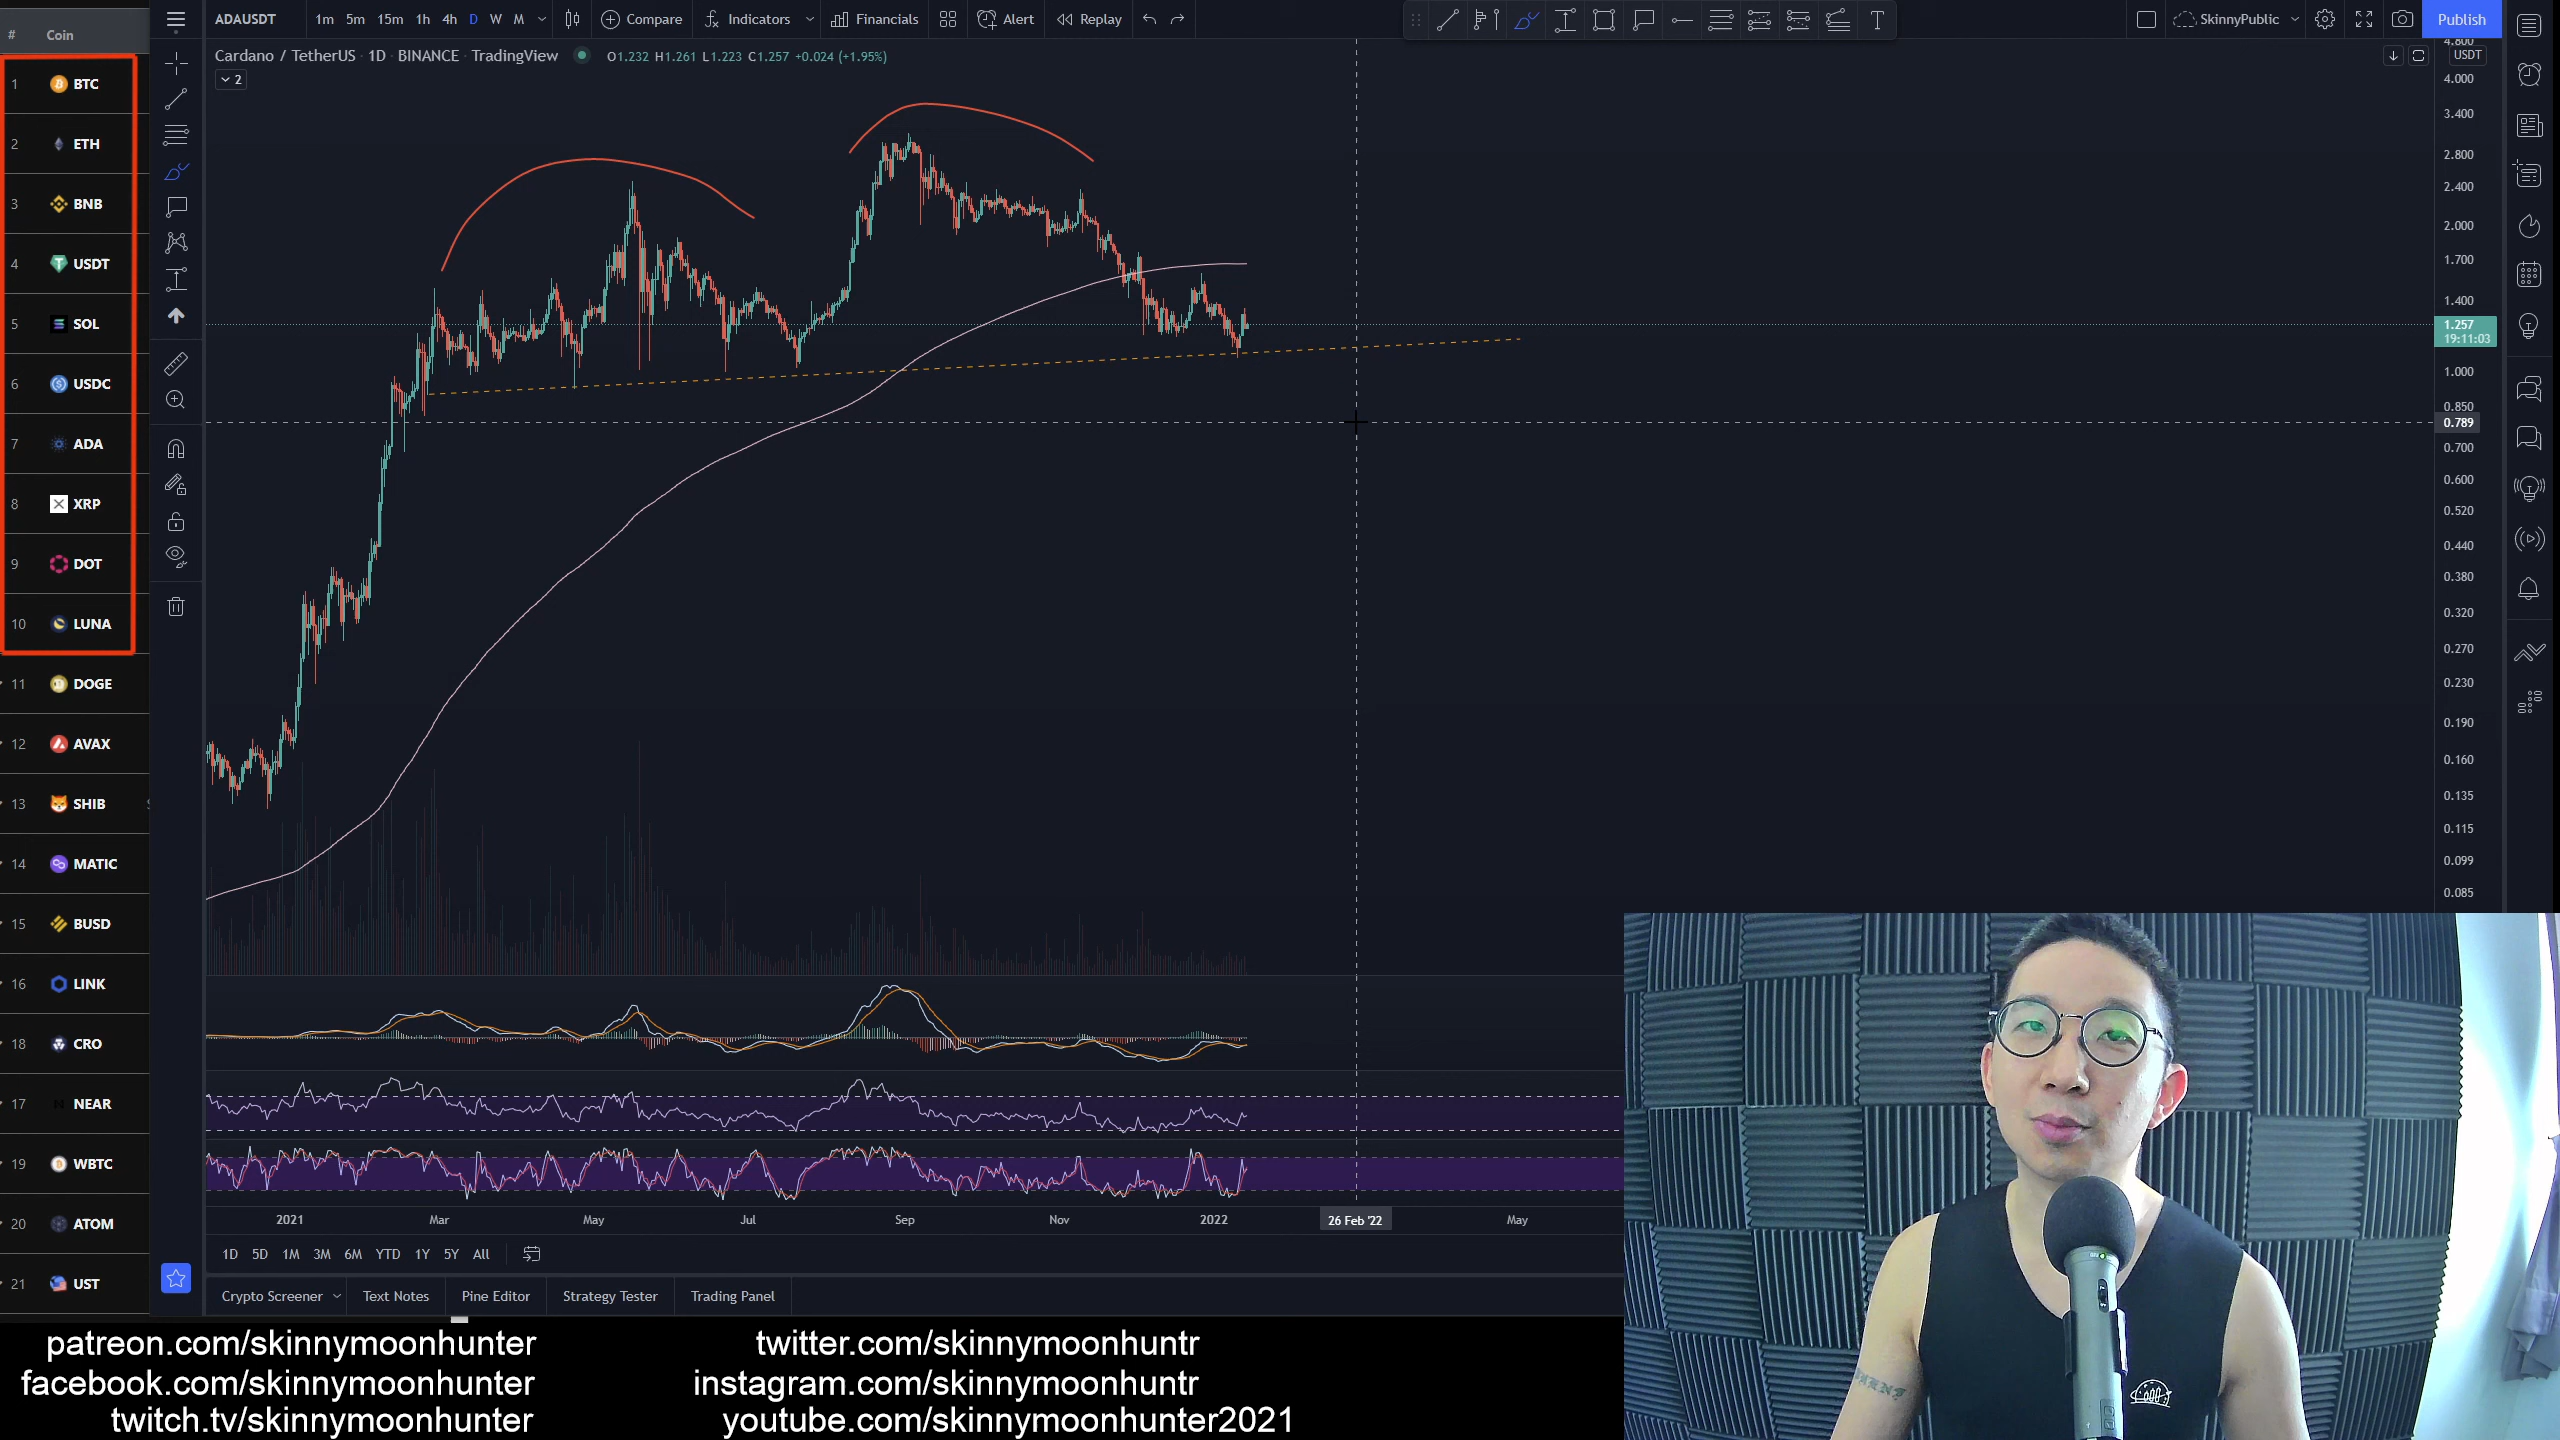 # Coin
1 BTC
2 ETH
3 BNB
4 USDT
5 SOL
6 USDC
7 ADA
8 XRP
9 DOT
10 LUNA
11 DOGE
12 AVAX
13 SHIB
14 MATIC
15 BUSD
16 LINK
18 CRO
17 NEAR
19 WBTC
20 ATOM
21 UST
ADAUSDT 1m 5m 15m 1h 4h D W M Compare Indicators Financials Alert Replay SkinnyPublic Publish
Cardano / TetherUS · 1D · BINANCE · TradingView O1.232 H1.261 L1.223 C1.257 +0.024 (+1.95%)
2
4.800
USDT
4.000
3.400
2.800
2.400
2.000
1.700
1.400
1.257
19:11:03
1.000
0.850
0.789
0.700
0.600
0.520
0.440
0.380
0.320
0.270
0.230
0.190
0.160
0.135
0.115
0.099
0.085
2021 Mar May Jul Sep Nov 2022 26 Feb '22 May
1D 5D 1M 3M 6M YTD 1Y 5Y All
Crypto Screener Text Notes Pine Editor Strategy Tester Trading Panel
patreon.com/skinnymoonhunter twitter.com/skinnymoonhuntr
facebook.com/skinnymoonhunter instagram.com/skinnymoonhuntr
twitch.tv/skinnymoonhunter youtube.com/skinnymoonhunter2021